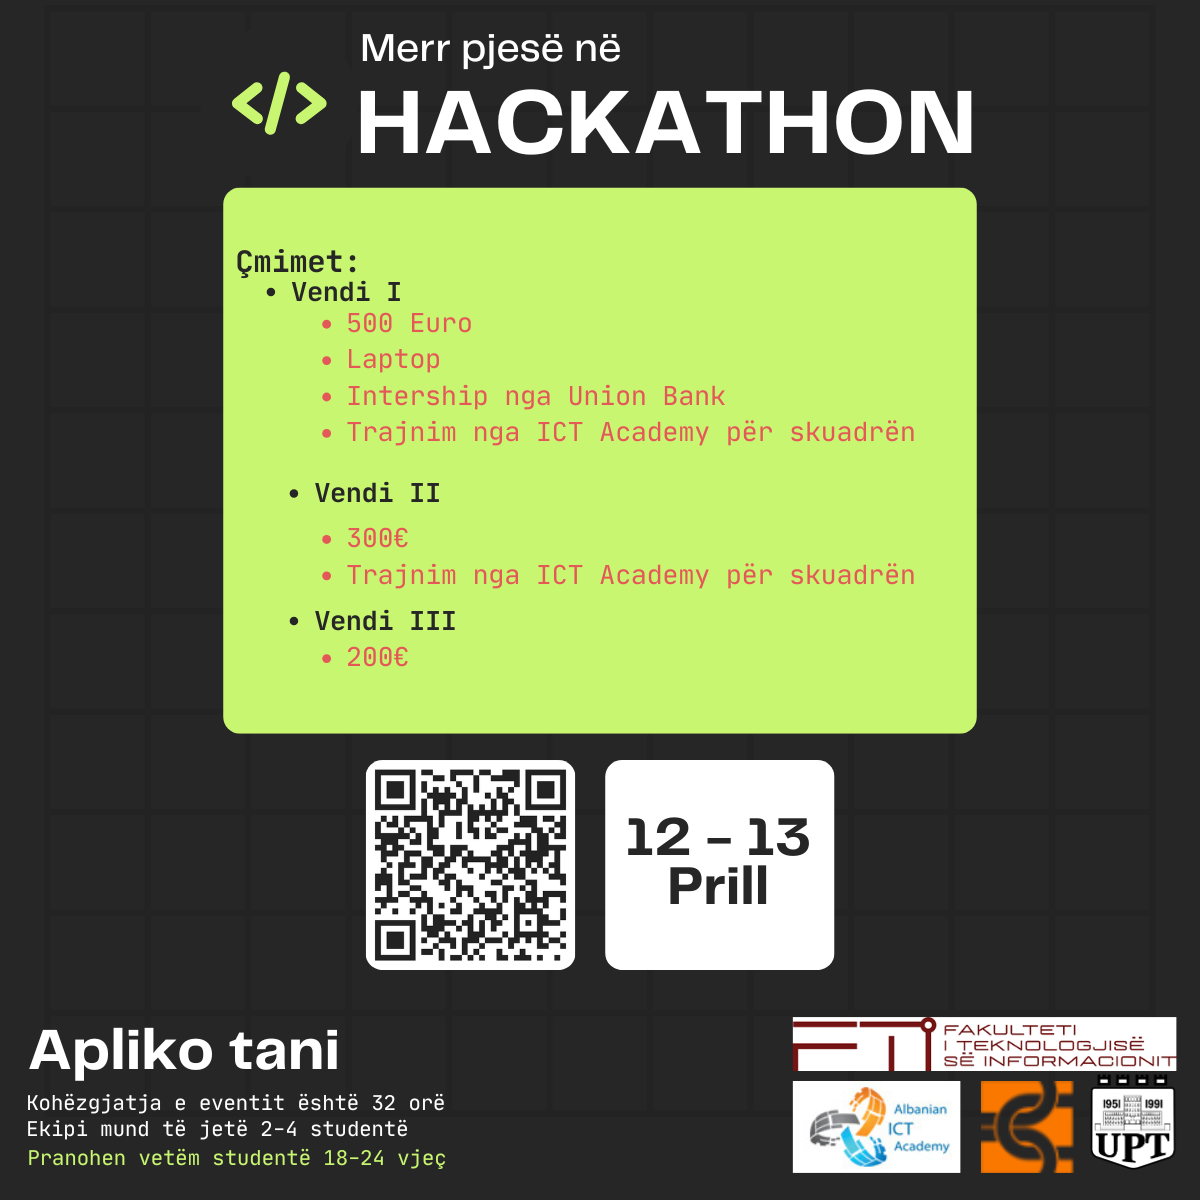 Merr pjesë në
</> HACKATHON
Çmimet:
• Vendi I
• 500 Euro
• Laptop
• Intership nga Union Bank
• Trajnim nga ICT Academy për skuadrën
• Vendi II
• 300€
• Trajnim nga ICT Academy për skuadrën
• Vendi III
• 200€
12 – 13
Prill
Apliko tani
Kohëzgjatja e eventit është 32 orë
Ekipi mund të jetë 2-4 studentë
Pranohen vetëm studentë 18-24 vjeç
FTI
FAKULTETI
I TEKNOLOGJISË
SË INFORMACIONIT
Albanian
ICT
Academy
1951 1991
UPT